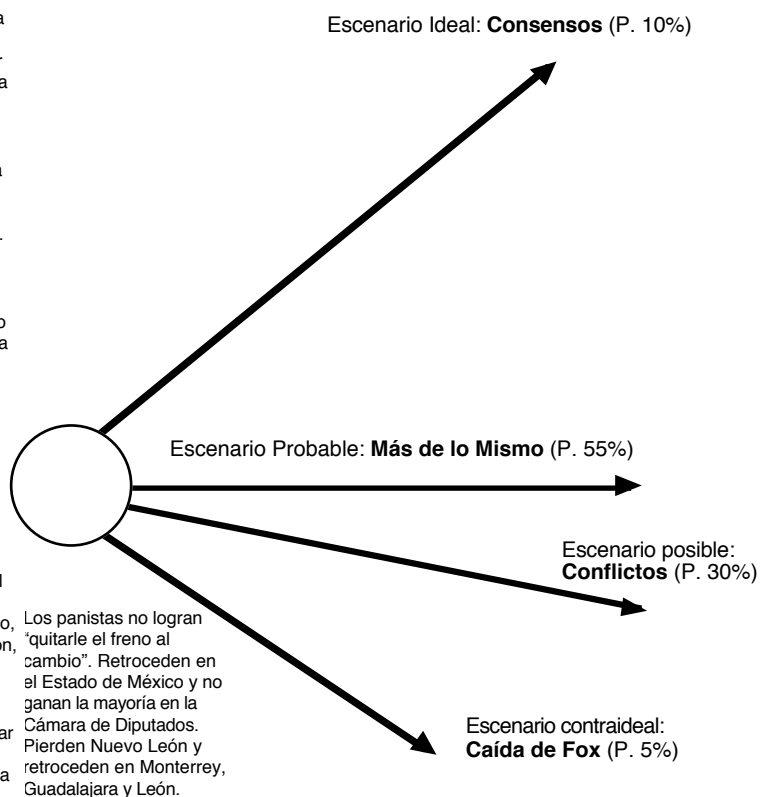 Escenario Ideal: Consensos (P. 10%)
Escenario Probable: Más de lo Mismo (P. 55%)
Escenario posible:
Conflictos (P. 30%)
Los panistas no logran
“quitarle el freno al
cambio”. Retroceden en
el Estado de México y no
ganan la mayoría en la
Cámara de Diputados.
Pierden Nuevo León y
retroceden en Monterrey,
Guadalajara y León.
Escenario contraideal:
Caída de Fox (P. 5%)